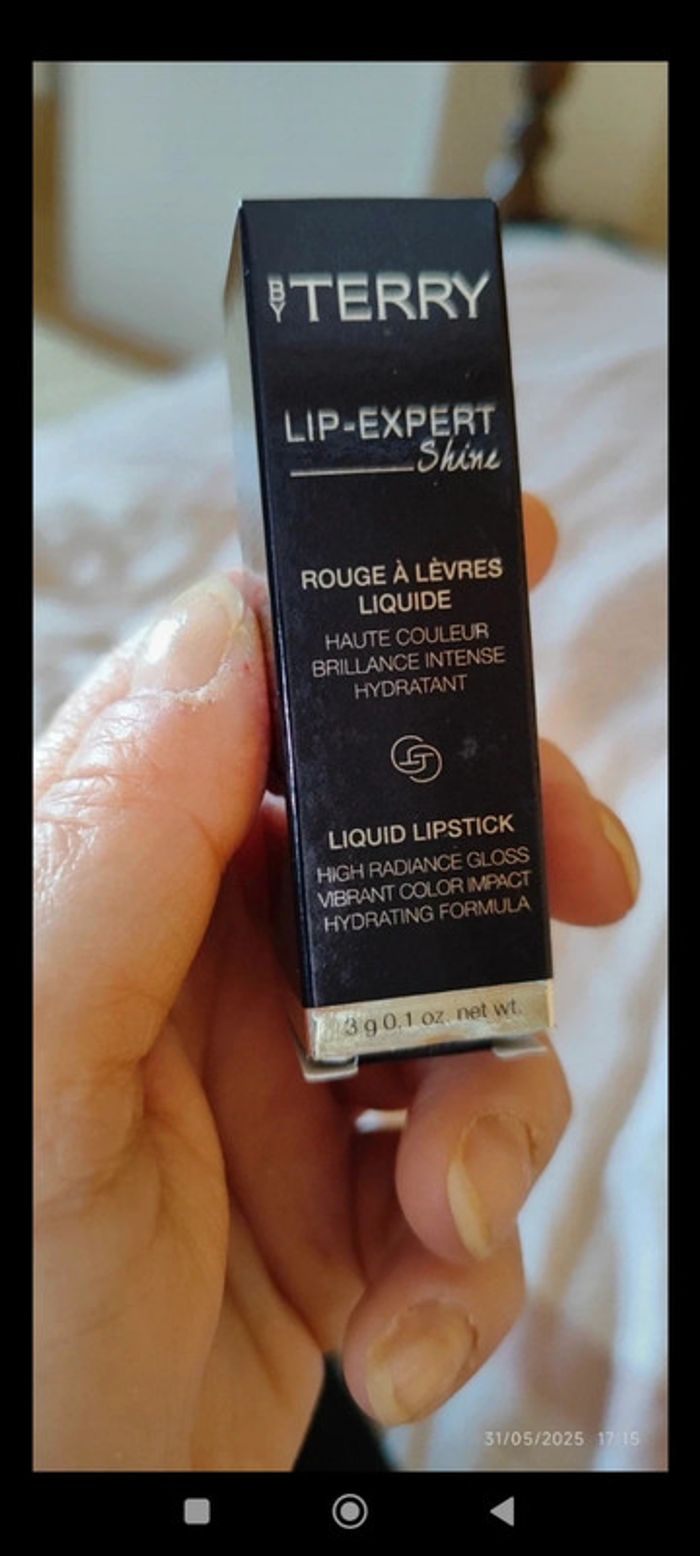 BY TERRY
LIP-EXPERT
Shine
ROUGE À LÈVRES
LIQUIDE
HAUTE COULEUR
BRILLANCE INTENSE
HYDRATANT
LIQUID LIPSTICK
HIGH RADIANCE GLOSS
VIBRANT COLOR IMPACT
HYDRATING FORMULA
3 g 0.1 oz. net wt.
31/05/2025 17:15